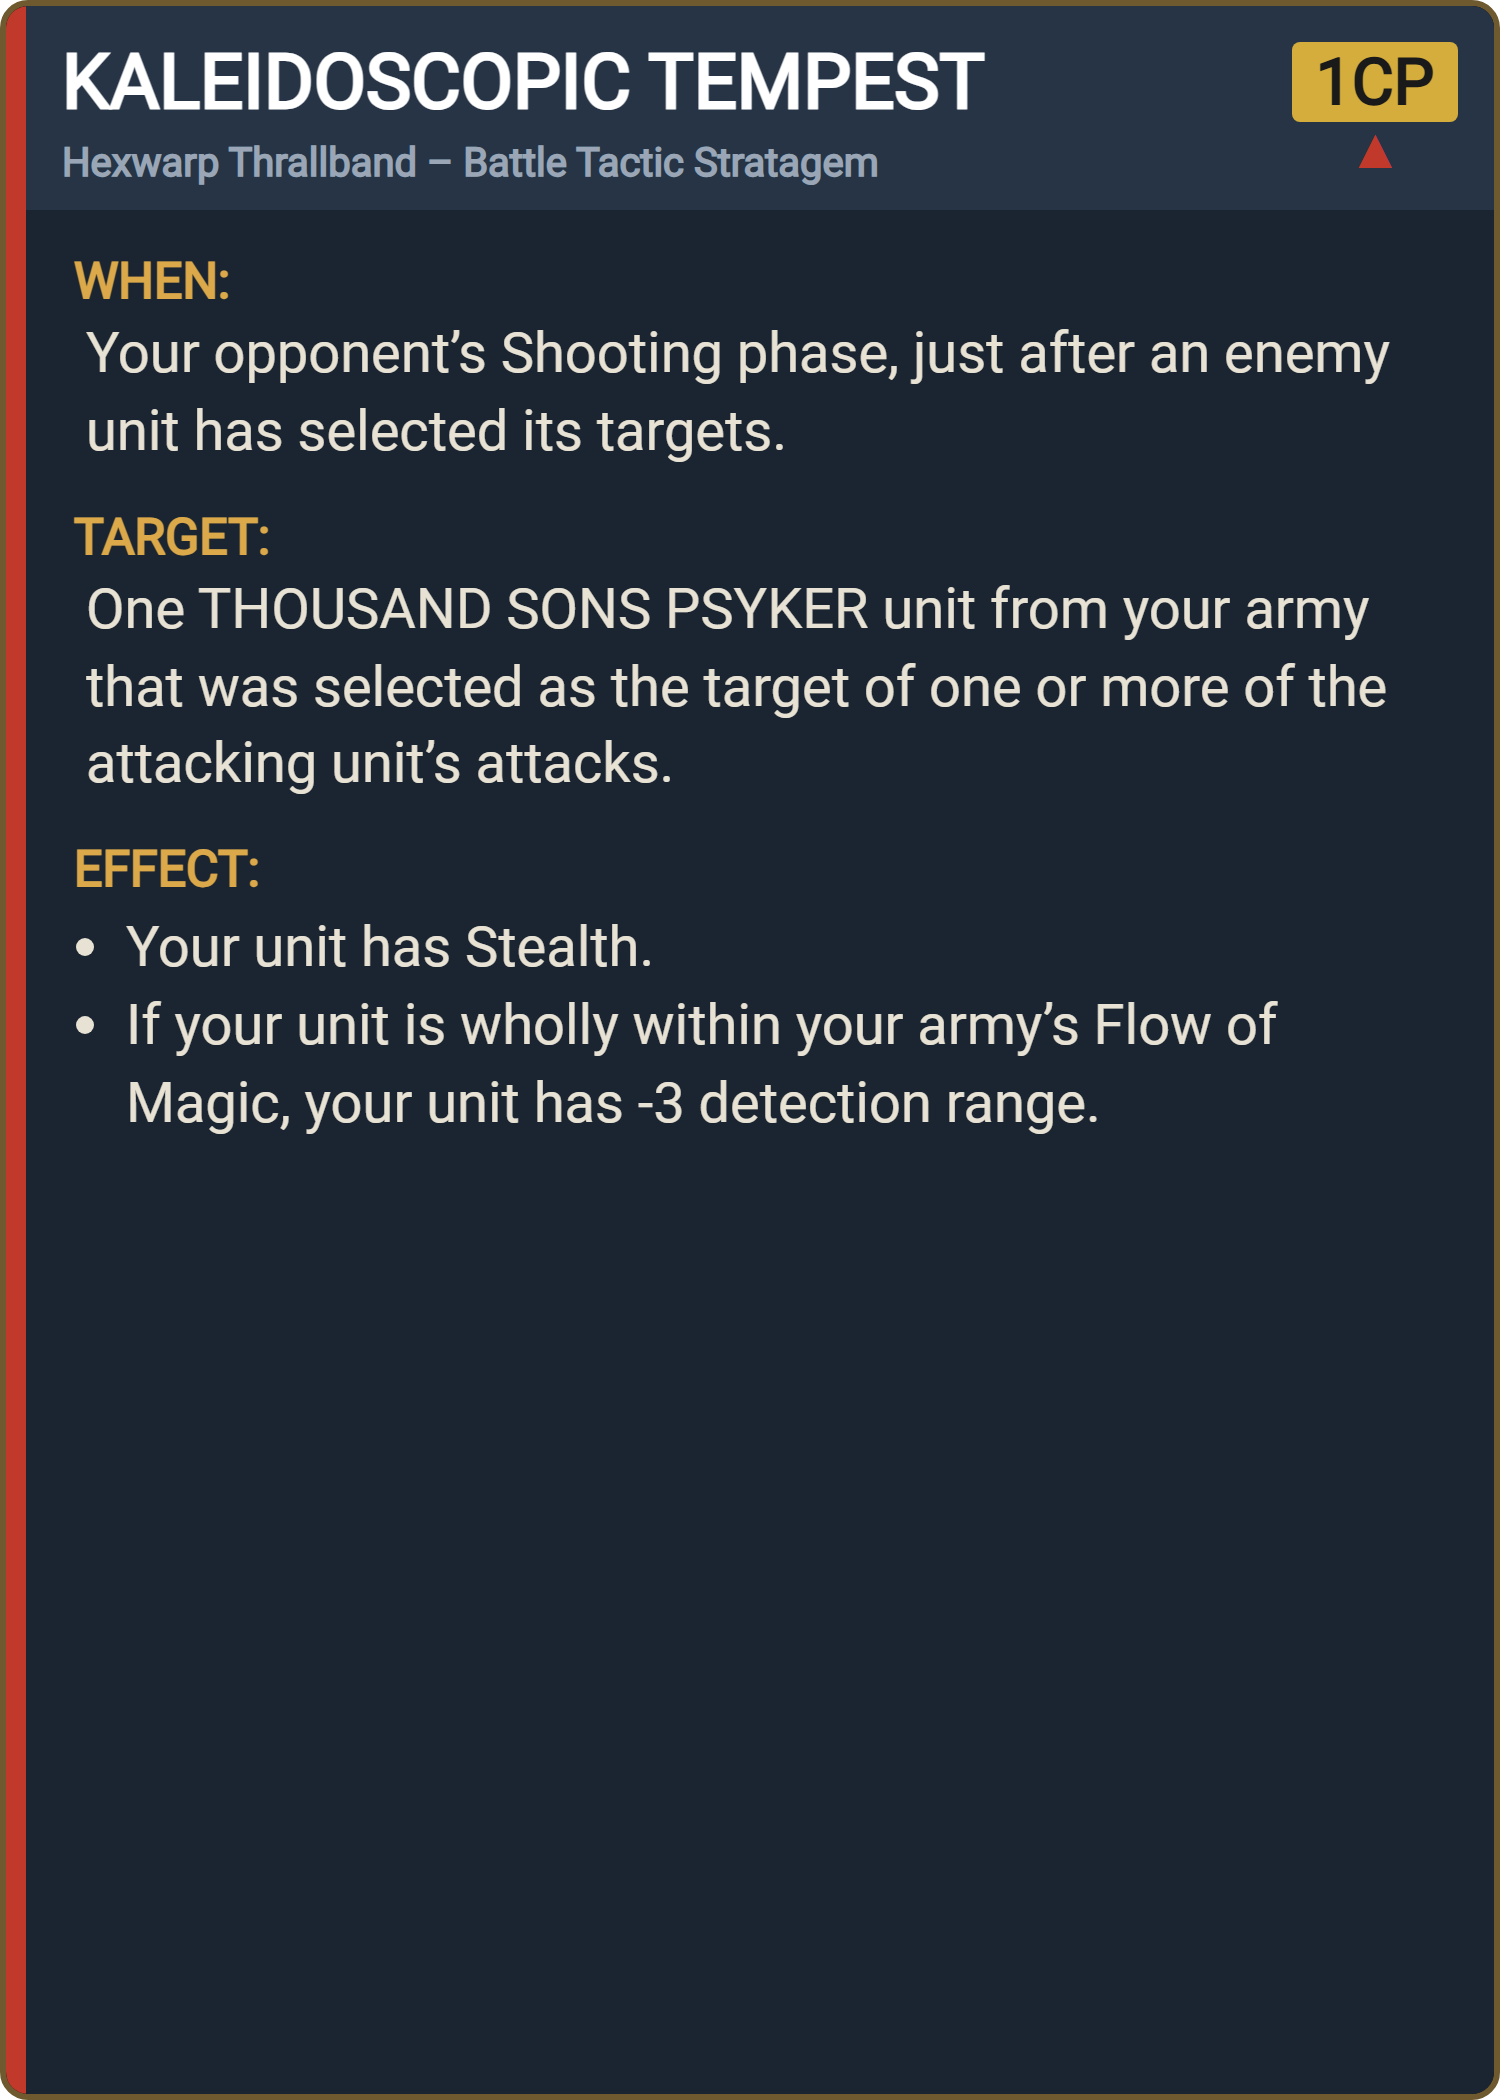 KALEIDOSCOPIC TEMPEST
1CP
Hexwarp Thrallband – Battle Tactic Stratagem
WHEN:
Your opponent’s Shooting phase, just after an enemy
unit has selected its targets.
TARGET:
One THOUSAND SONS PSYKER unit from your army
that was selected as the target of one or more of the
attacking unit’s attacks.
EFFECT:
• Your unit has Stealth.
• If your unit is wholly within your army’s Flow of
Magic, your unit has -3 detection range.